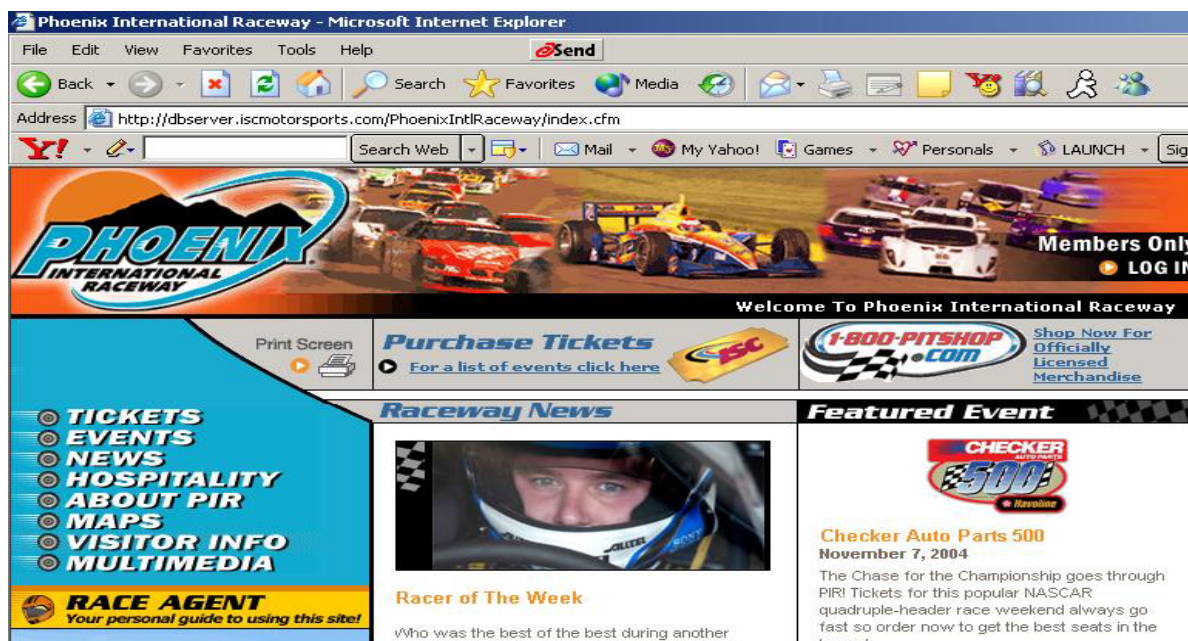 Phoenix International Raceway - Microsoft Internet Explorer
File Edit View Favorites Tools Help
Send
Back Search Favorites Media
Address http://dbserver.iscmotorsports.com/PhoenixIntlRaceway/index.cfm
Y! Search Web Mail My Yahoo! Games Personals LAUNCH Sig
PHOENIX
INTERNATIONAL
RACEWAY
Members Only
LOG IN
Welcome To Phoenix International Raceway
Print Screen
Purchase Tickets
For a list of events click here
ISC
1-800-PITSHOP
.COM
Shop Now For
Officially
Licensed
Merchandise
TICKETS
EVENTS
NEWS
HOSPITALITY
ABOUT PIR
MAPS
VISITOR INFO
MULTIMEDIA
RACE AGENT
Your personal guide to using this site!
Raceway News
ALLTEL
SONY
Racer of The Week
Who was the best of the best during another
Featured Event
CHECKER
AUTO PARTS
500
Havoline
Checker Auto Parts 500
November 7, 2004
The Chase for the Championship goes through
PIR! Tickets for this popular NASCAR
quadruple-header race weekend always go
fast so order now to get the best seats in the